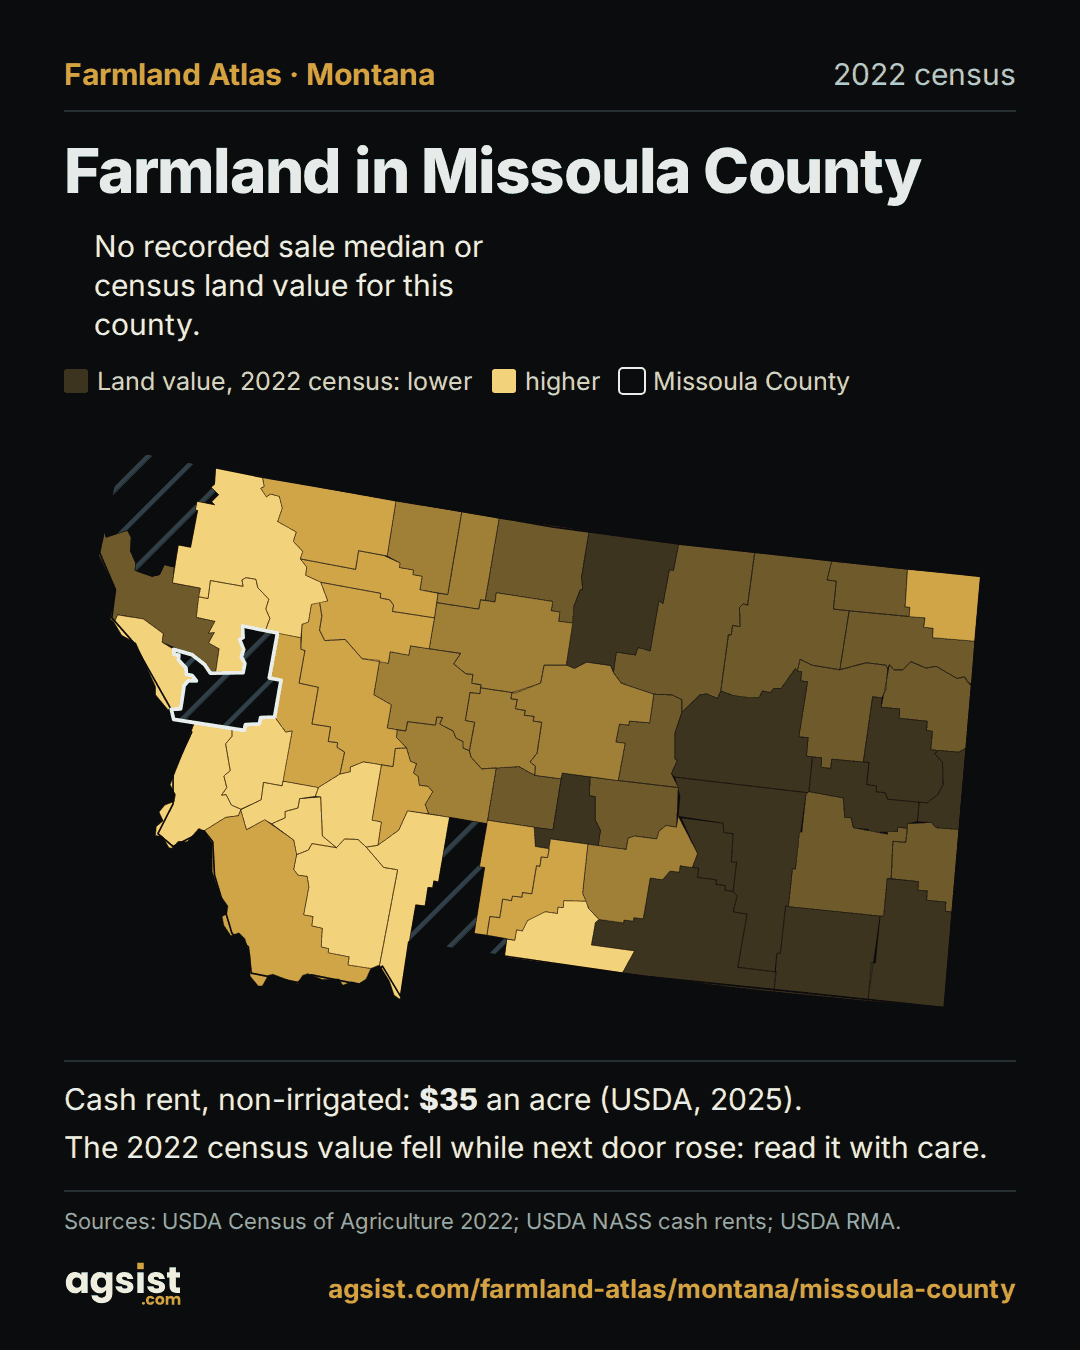 Farmland Atlas · Montana
2022 census
Farmland in Missoula County
No recorded sale median or
census land value for this
county.
Land value, 2022 census: lower
higher
Missoula County
Cash rent, non-irrigated: $35 an acre (USDA, 2025).
The 2022 census value fell while next door rose: read it with care.
Sources: USDA Census of Agriculture 2022; USDA NASS cash rents; USDA RMA.
agsist
.com
agsist.com/farmland-atlas/montana/missoula-county